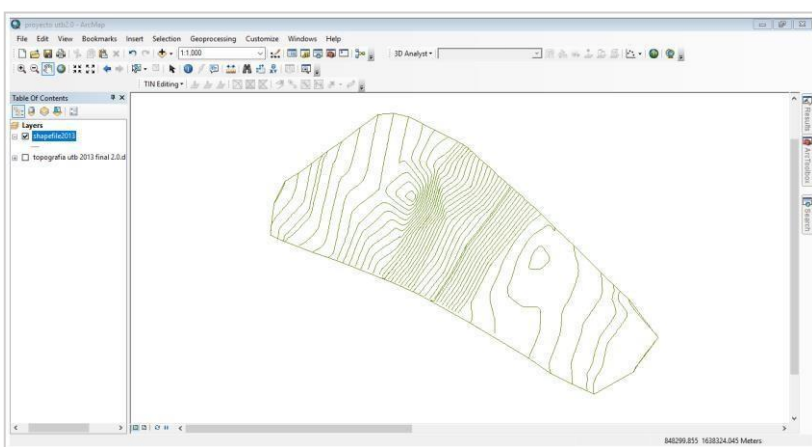 proyecto utb2.0 - ArcMap
File Edit View Bookmarks Insert Selection Geoprocessing Customize Windows Help
1:1.000
3D Analyst
TIN Editing
Table Of Contents
Layers
shapefile2013
topografia utb 2013 final 2.0.d
Results
ArcToolbox
Search
848299.855 1638324.045 Meters